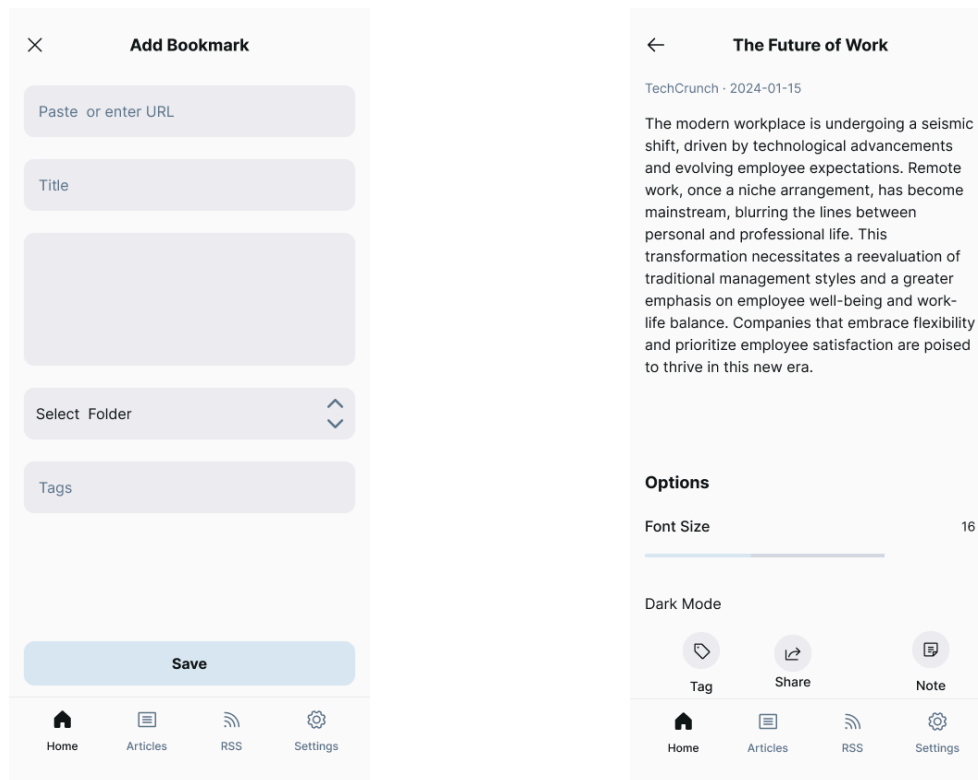 Add Bookmark
Paste or enter URL
Title
Select Folder
Tags
Save
Home
Articles
RSS
Settings
The Future of Work
TechCrunch · 2024-01-15
The modern workplace is undergoing a seismic
shift, driven by technological advancements
and evolving employee expectations. Remote
work, once a niche arrangement, has become
mainstream, blurring the lines between
personal and professional life. This
transformation necessitates a reevaluation of
traditional management styles and a greater
emphasis on employee well-being and work-
life balance. Companies that embrace flexibility
and prioritize employee satisfaction are poised
to thrive in this new era.
Options
Font Size
16
Dark Mode
Tag
Share
Note
Home
Articles
RSS
Settings